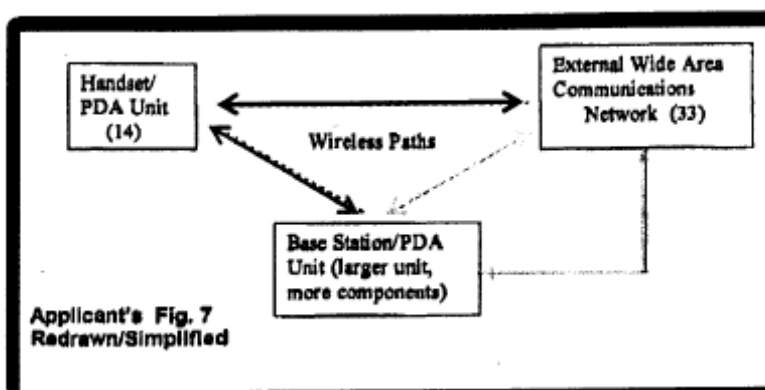 Handset/
PDA Unit
(14)
External Wide Area
Communications
Network (33)
Wireless Paths
Base Station/PDA
Unit (larger unit,
more components)
Applicant's Fig. 7
Redrawn/Simplified